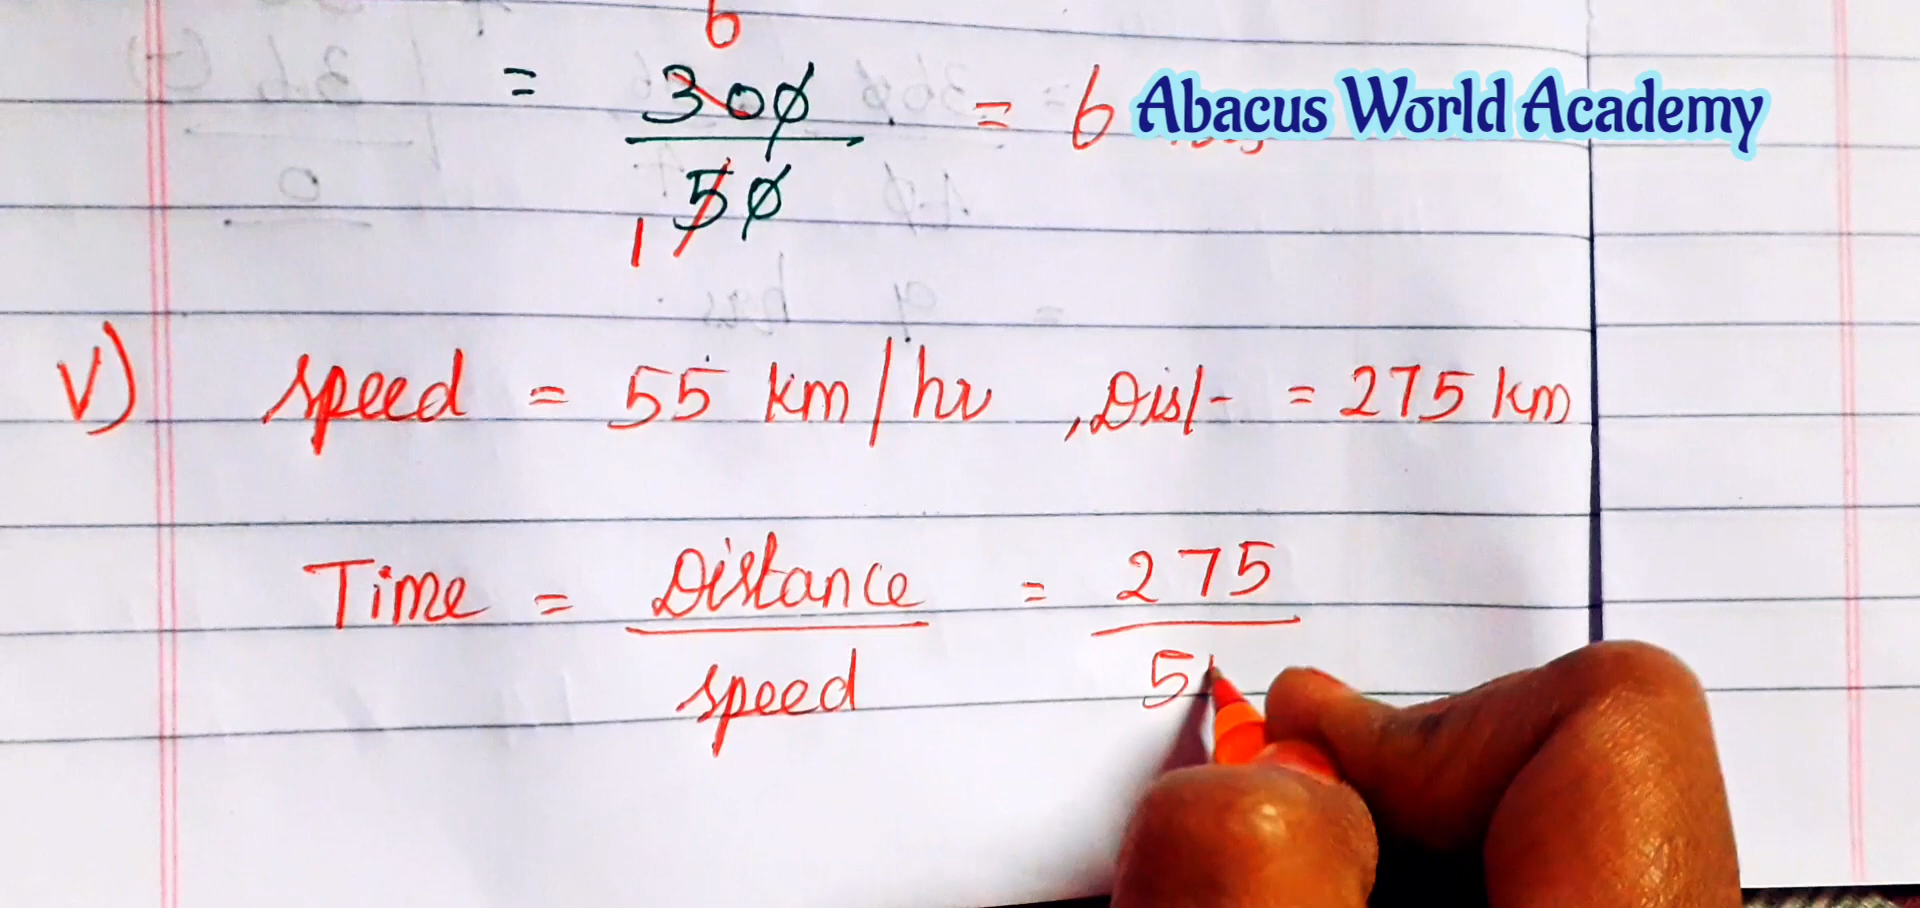 6
= 300 = 6 Abacus World Academy
50
1
V) speed = 55 km/hr , Dist = 275 km
Time = Distance = 275
speed 5